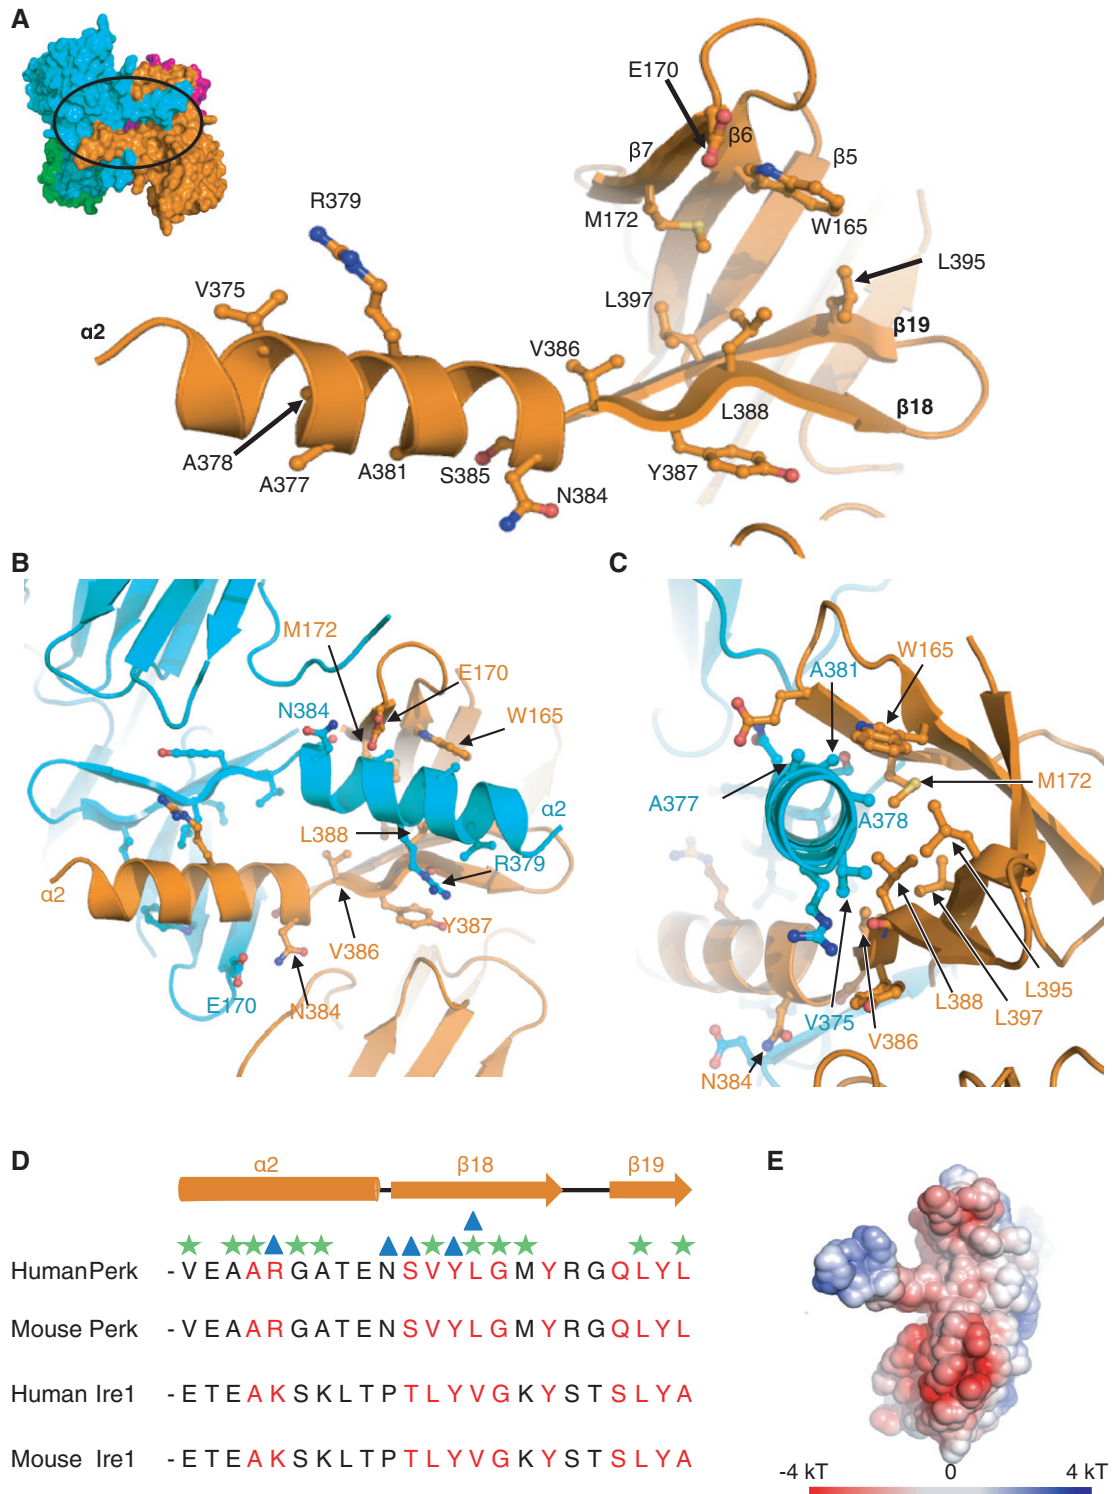 A
E170
β7
β6
β5
R379
M172
W165
V375
L395
L397
α2
β19
V386
β18
L388
A378
A377
A381
S385
N384
Y387
B
C
M172
E170
N384
W165
α2
L388
α2
R379
V386
Y387
E170
N384
A381
W165
A377
A378
M172
L395
L388
L397
V375
V386
N384
D
α2
β18
β19
Human Perk - V E A A R G A T E N S V Y L G M Y R G Q L Y L
Mouse Perk - V E A A R G A T E N S V Y L G M Y R G Q L Y L
Human Ire1 - E T E A K S K L T P T L Y V G K Y S T S L Y A
Mouse Ire1 - E T E A K S K L T P T L Y V G K Y S T S L Y A
E
-4 kT 0 4 kT